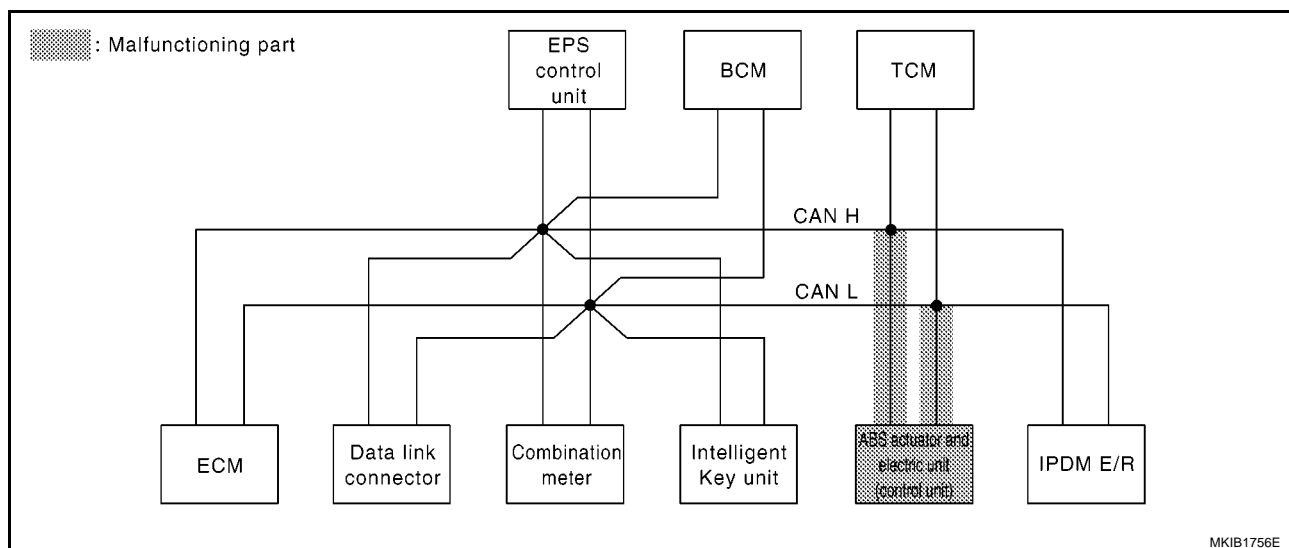 : Malfunctioning part
EPS
control
unit
BCM
TCM
CAN H
CAN L
ECM
Data link
connector
Combination
meter
Intelligent
Key unit
ABS actuator and
electric unit
(control unit)
IPDM E/R
MKIB1756E